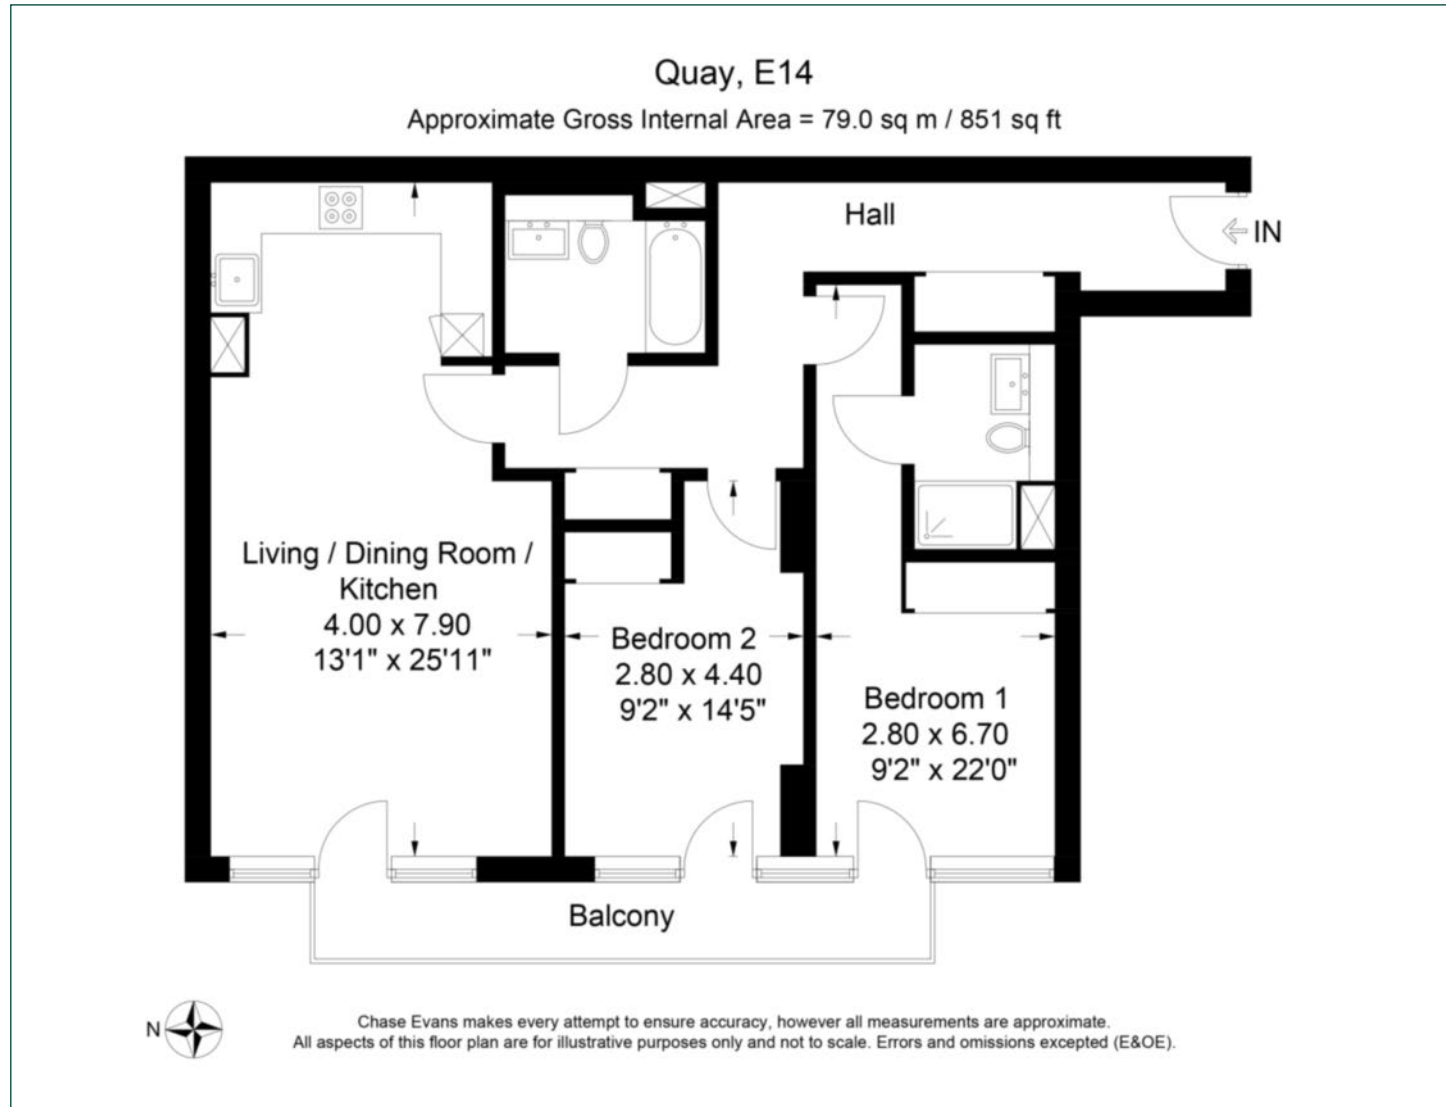 Quay, E14
Approximate Gross Internal Area = 79.0 sq m / 851 sq ft
Hall
IN
Living / Dining Room /
Kitchen
4.00 x 7.90
13'1" x 25'11"
Bedroom 2
2.80 x 4.40
9'2" x 14'5"
Bedroom 1
2.80 x 6.70
9'2" x 22'0"
Balcony
N
Chase Evans makes every attempt to ensure accuracy, however all measurements are approximate.
All aspects of this floor plan are for illustrative purposes only and not to scale. Errors and omissions excepted (E&OE).